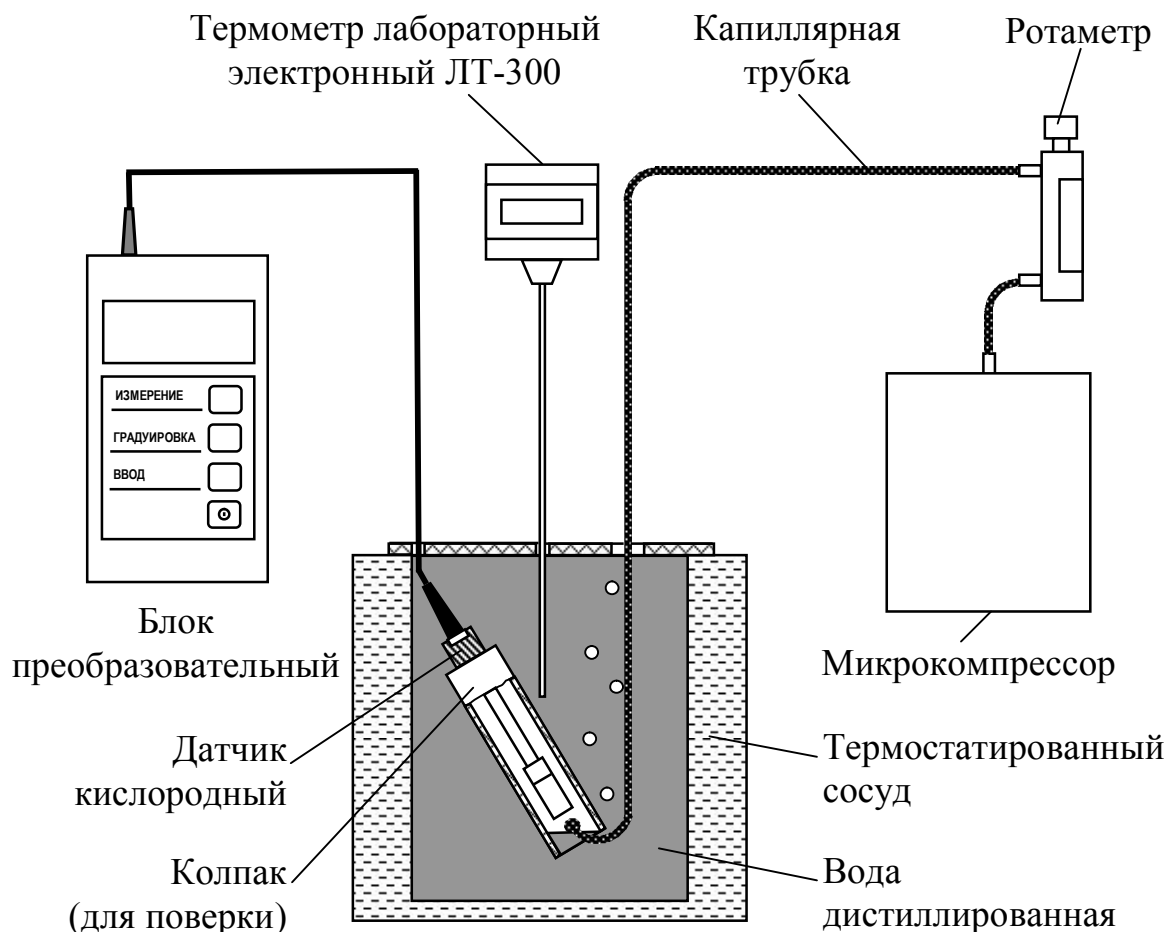 Термометр лабораторный
электронный ЛТ-300
Капиллярная
трубка
Ротаметр
ИЗМЕРЕНИЕ
ГРАДУИРОВКА
ВВОД
Блок
преобразовательный
Микрокомпрессор
Датчик
кислородный
Термостатированный
сосуд
Колпак
(для поверки)
Вода
дистиллированная